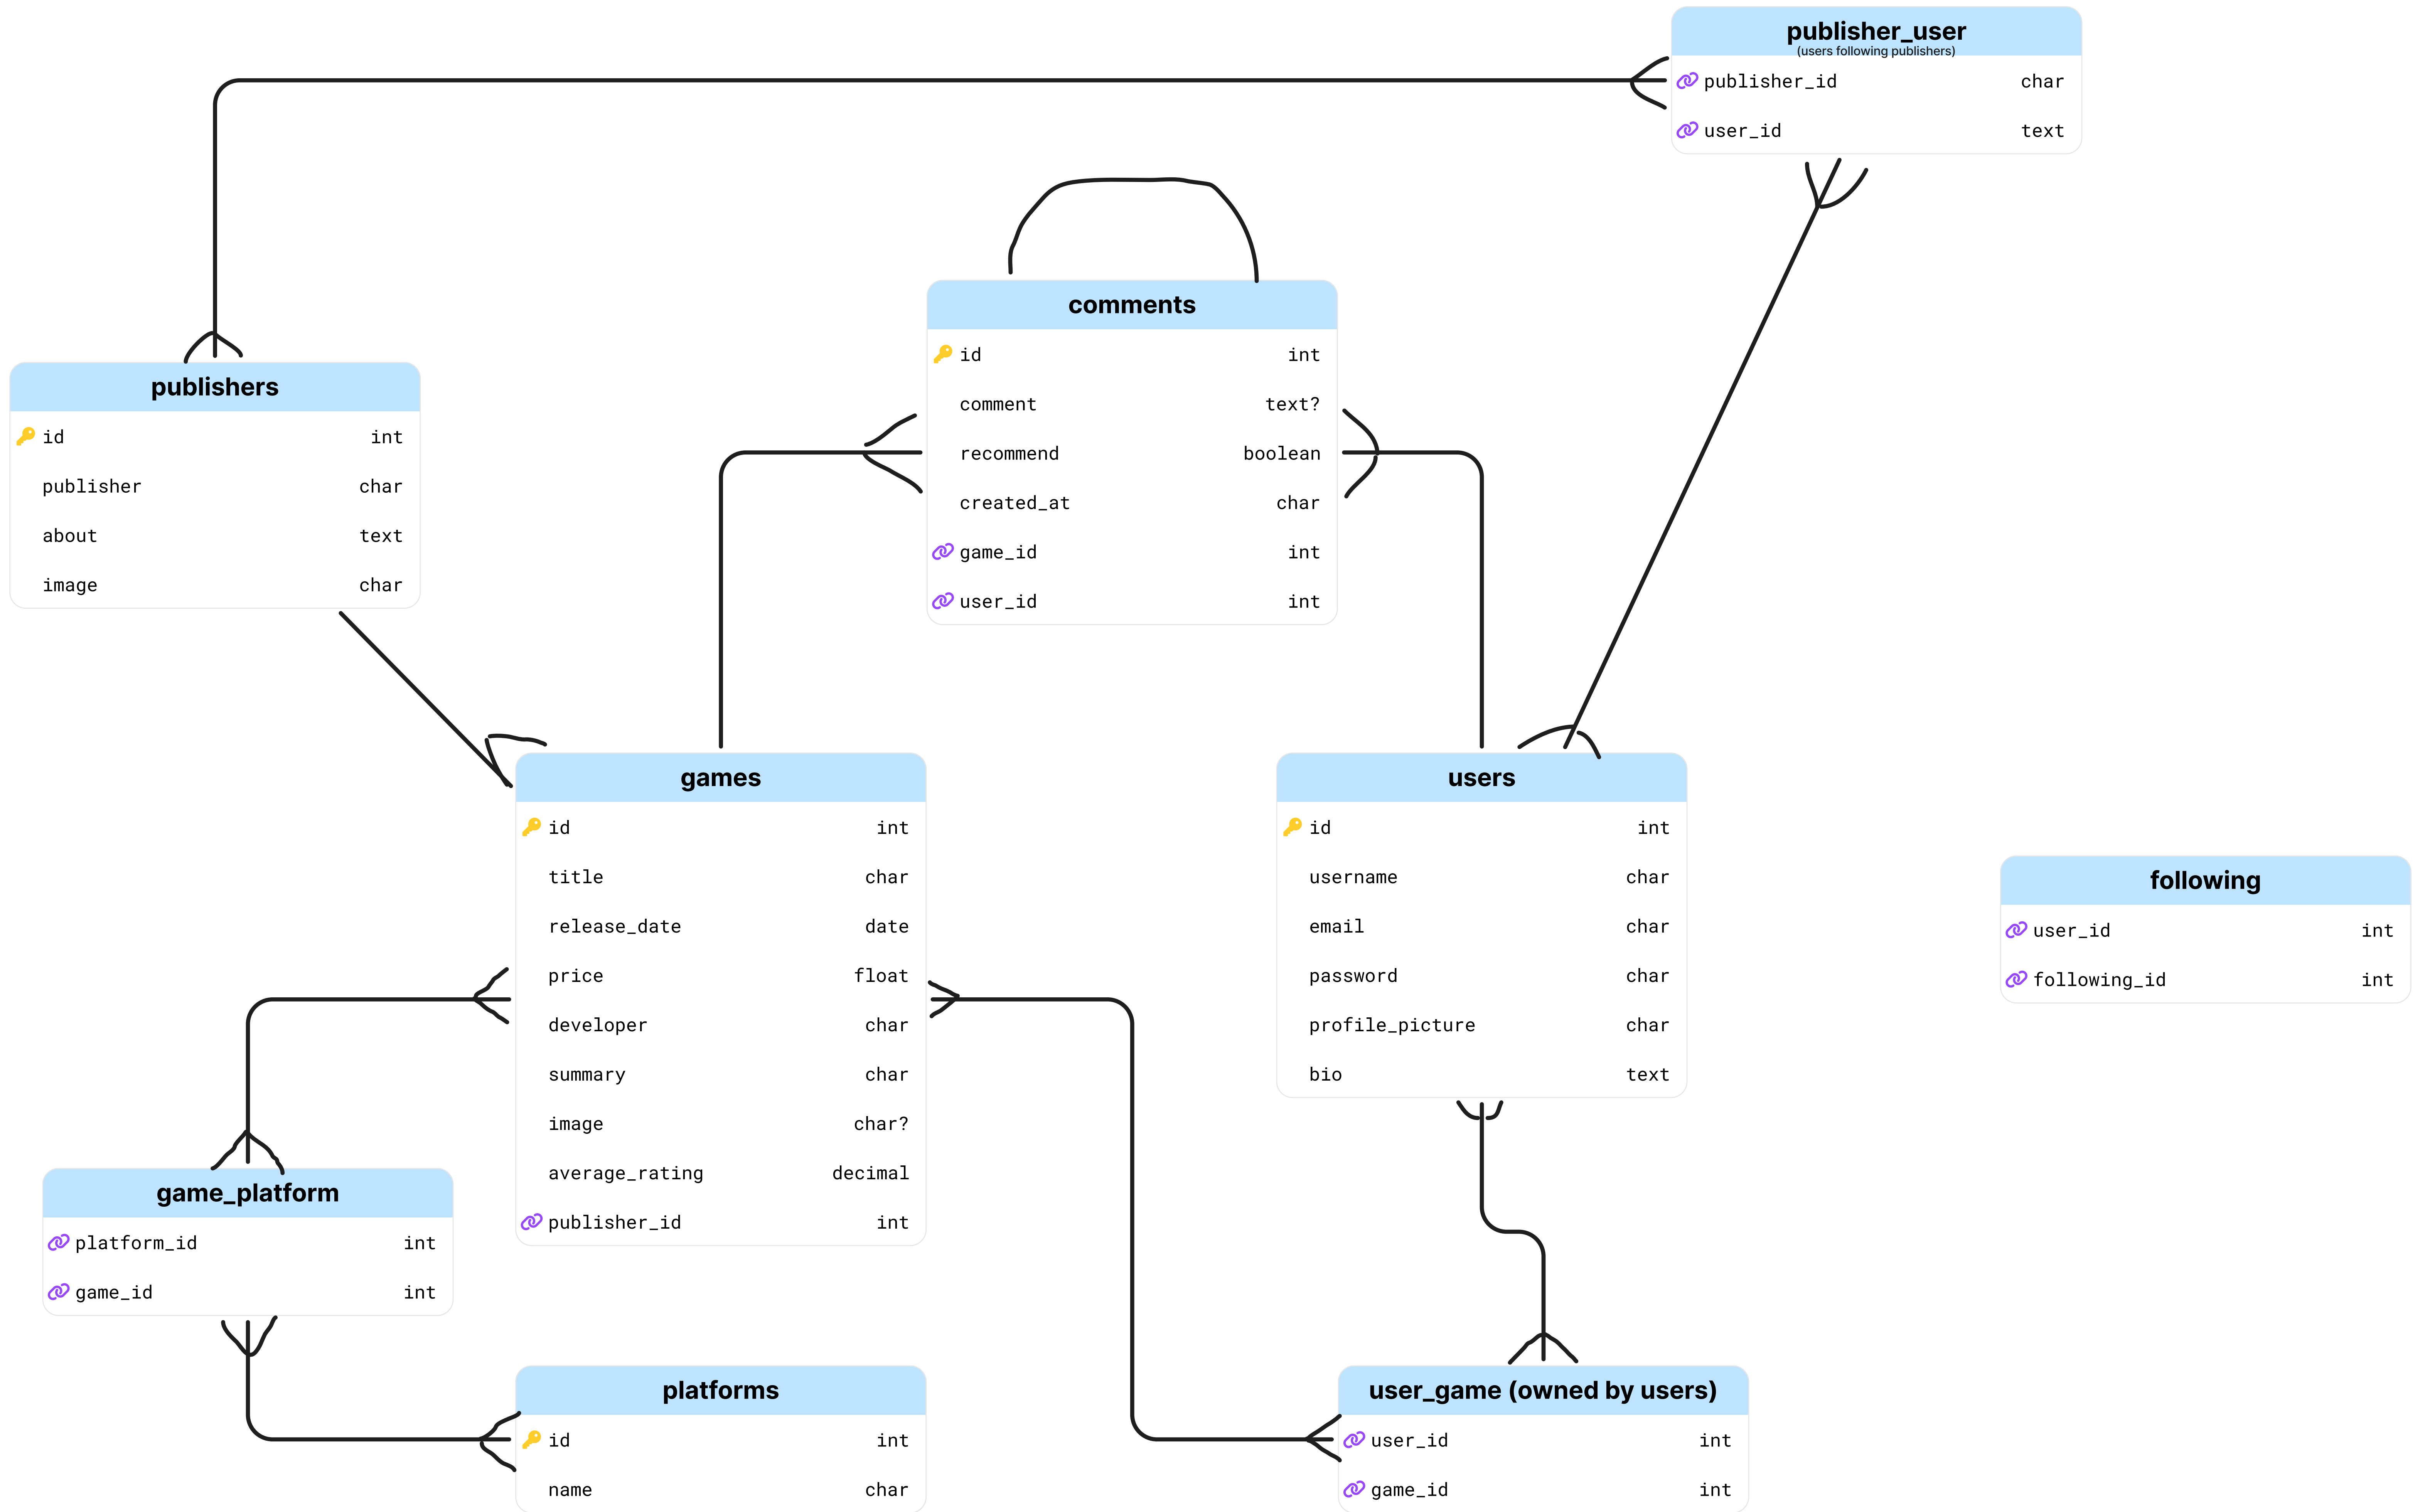 publisher_user
(users following publishers)
publisher_id char
user_id text
comments
id int
comment text?
recommend boolean
created_at char
game_id int
user_id int
publishers
id int
publisher char
about text
image char
games
id int
title char
release_date date
price float
developer char
summary char
image char?
average_rating decimal
publisher_id int
users
id int
username char
email char
password char
profile_picture char
bio text
following
user_id int
following_id int
game_platform
platform_id int
game_id int
platforms
id int
name char
user_game (owned by users)
user_id int
game_id int